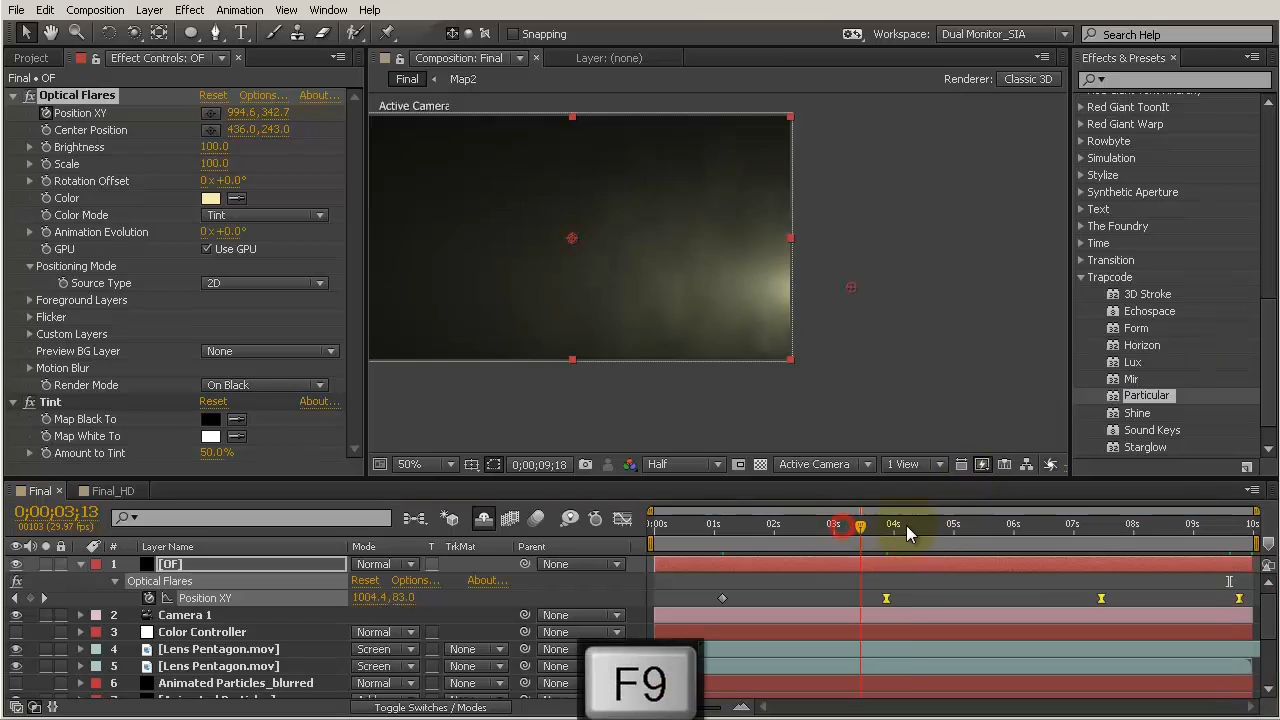 File Edit Composition Layer Effect Animation View Window Help
Snapping Workspace: Dual Monitor_SIA Search Help
Project Effect Controls: OF Composition: Final Layer: (none) Effects & Presets
Final • OF
Final Map2 Renderer: Classic 3D
Optical Flares Reset Options... About...
Active Camera
Position XY 994.6, 342.7
Center Position 436.0, 243.0
Brightness 100.0
Scale 100.0
Rotation Offset 0x+0.0°
Color
Color Mode Tint
Animation Evolution 0x+0.0°
GPU Use GPU
Positioning Mode
Source Type 2D
Foreground Layers
Flicker
Custom Layers
Preview BG Layer None
Motion Blur
Render Mode On Black
Tint Reset About...
Map Black To
Map White To
Amount to Tint 50.0%
Red Giant ToonIt
Red Giant Warp
Rowbyte
Simulation
Stylize
Synthetic Aperture
Text
The Foundry
Time
Transition
Trapcode
3D Stroke
Echospace
Form
Horizon
Lux
Mir
Particular
Shine
Sound Keys
Starglow
50% 0;00;09;18 Half Active Camera 1 View
Final Final_HD
0;00;03;13
00103 (29.97 fps)
:00s 01s 02s 03s 04s 05s 06s 07s 08s 09s 10s
# Layer Name Mode T TrkMat Parent
1 [OF] Normal None
Optical Flares Reset Options... About...
Position XY 1004.4, 83.0
2 Camera 1 None
3 Color Controller Normal None
4 [Lens Pentagon.mov] Screen None None
5 [Lens Pentagon.mov] Screen None None
6 Animated Particles_blurred Normal
Toggle Switches / Modes
F9